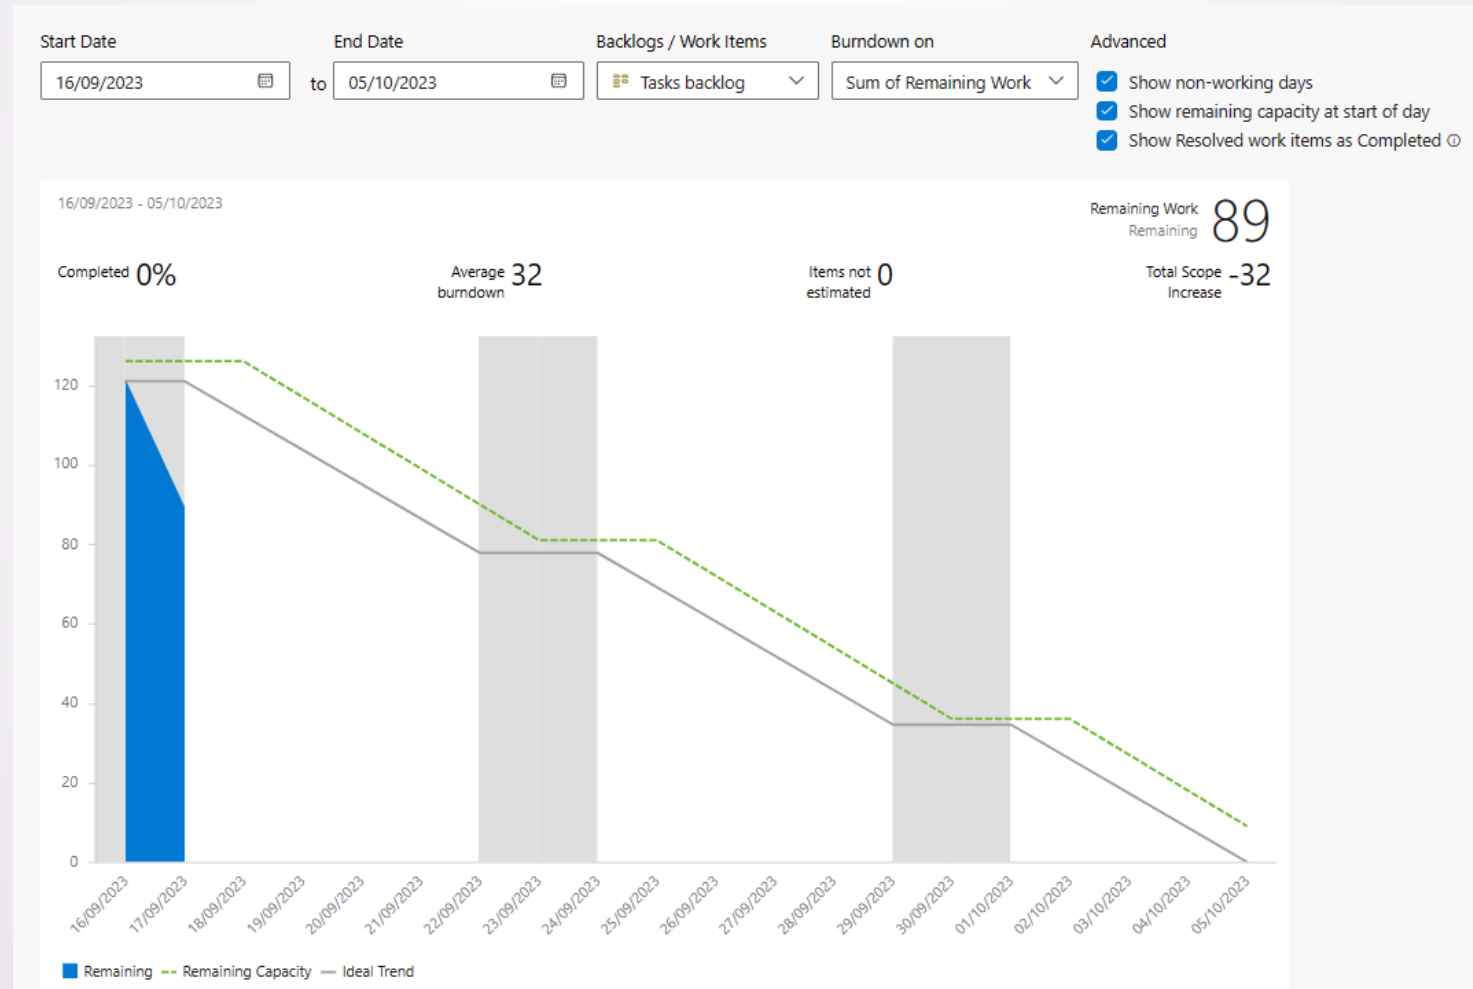 Start Date
End Date
Backlogs / Work Items
Burndown on
Advanced
16/09/2023
to
05/10/2023
Tasks backlog
Sum of Remaining Work
Show non-working days
Show remaining capacity at start of day
Show Resolved work items as Completed
16/09/2023 - 05/10/2023
Remaining Work
Remaining
89
Completed 0%
Average
burndown
32
Items not
estimated
0
Total Scope
Increase
-32
120
100
80
60
40
20
0
16/09/2023
17/09/2023
18/09/2023
19/09/2023
20/09/2023
21/09/2023
22/09/2023
23/09/2023
24/09/2023
25/09/2023
26/09/2023
27/09/2023
28/09/2023
29/09/2023
30/09/2023
01/10/2023
02/10/2023
03/10/2023
04/10/2023
05/10/2023
Remaining
Remaining Capacity
Ideal Trend